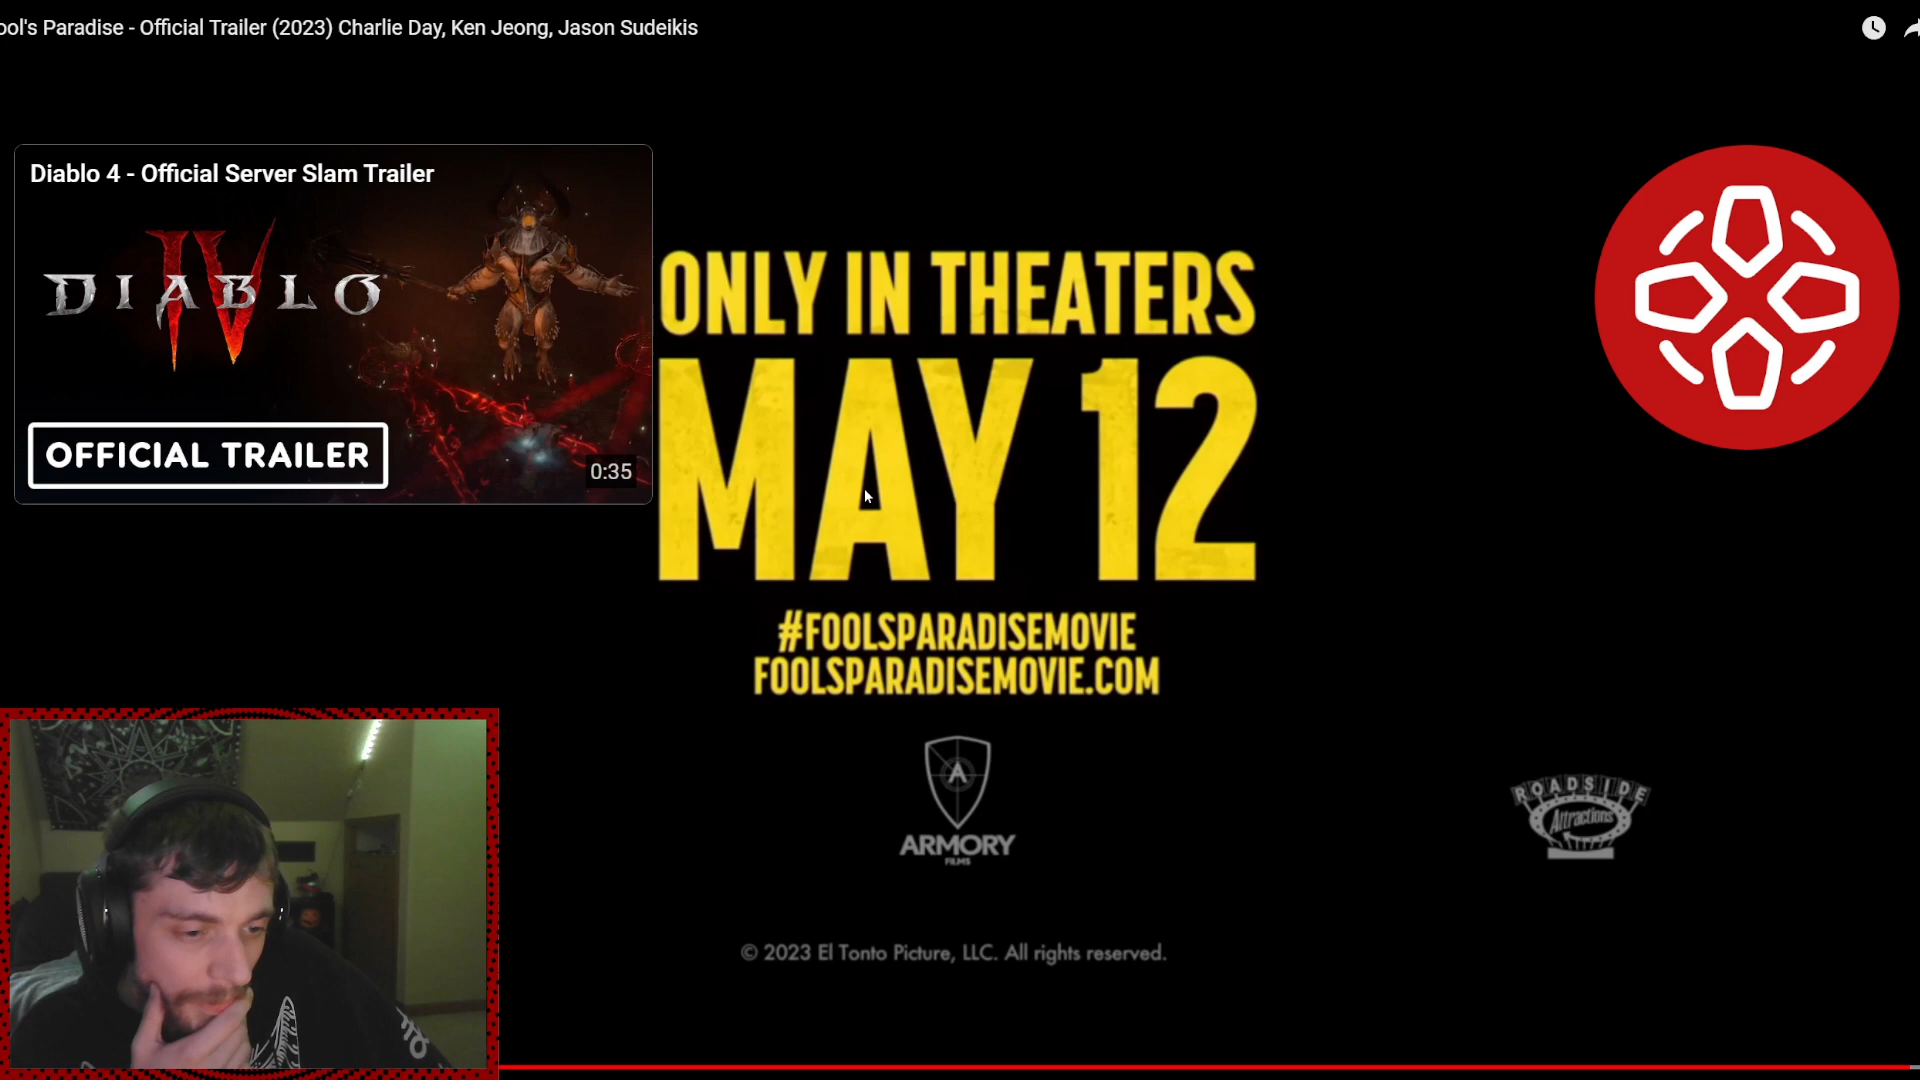 ool's Paradise - Official Trailer (2023) Charlie Day, Ken Jeong, Jason Sudeikis
Diablo 4 - Official Server Slam Trailer
IV
DIABLO
OFFICIAL TRAILER
0:35
ONLY IN THEATERS
MAY 12
#FOOLSPARADISEMOVIE
FOOLSPARADISEMOVIE.COM
A
ARMORY
FILMS
ROADSIDE
Attractions
© 2023 El Tonto Picture, LLC. All rights reserved.